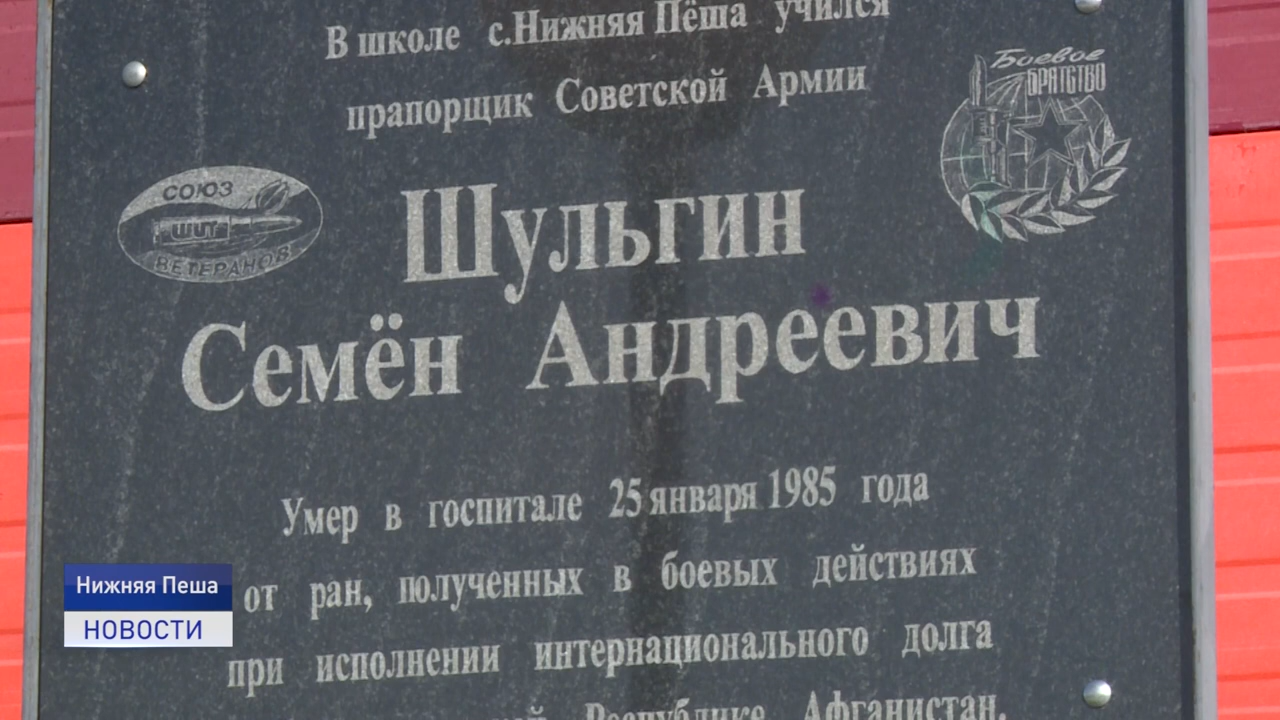 В школе с.Нижняя Пёша учился
прапорщик Советской Армии
Боевое
БРАТСТВО
СОЮЗ
ЩИТ
ВЕТЕРАНОВ
Шульгин
Семён Андреевич
Умер в госпитале 25 января 1985 года
от ран, полученных в боевых действиях
при исполнении интернационального долга
Республике Афганистан.
Нижняя Пеша
НОВОСТИ